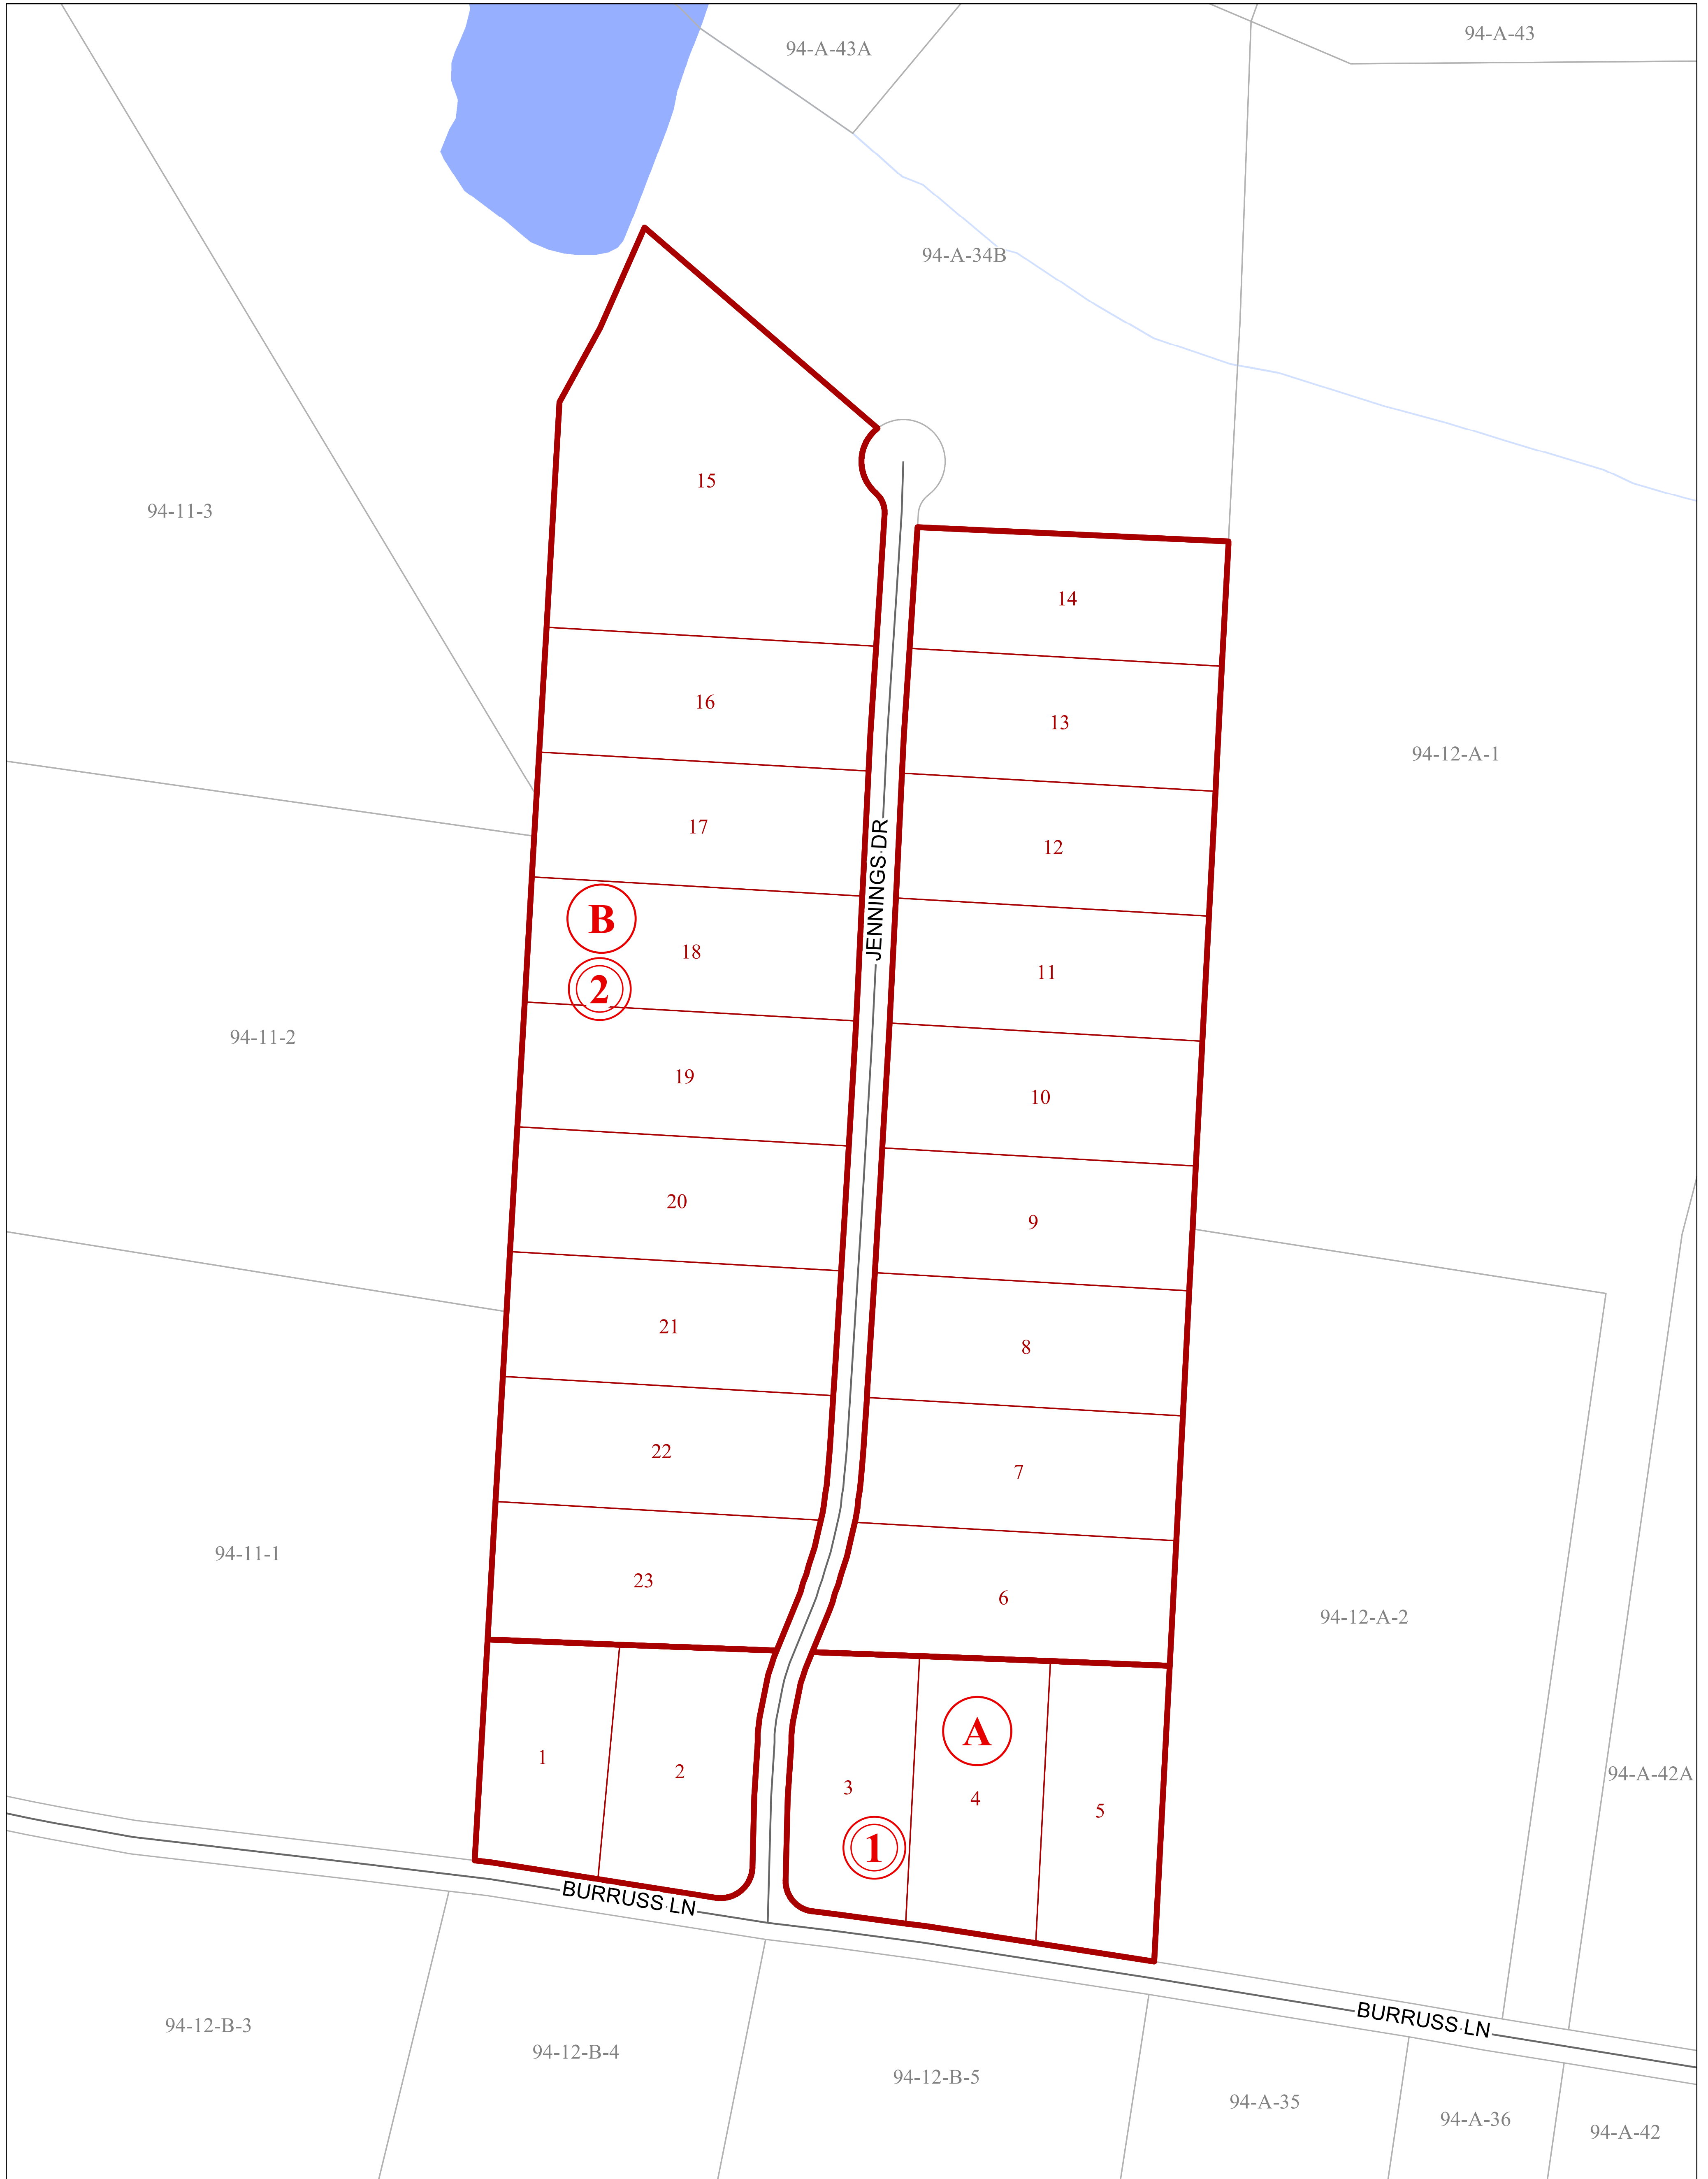 94-A-43
94-A-43A
94-A-34B
15
94-11-3
14
16
13
94-12-A-1
17
12
JENNINGS DR
B
18
11
2
94-11-2
19
10
20
9
21
8
22
7
94-11-1
23
6
94-12-A-2
A
1
2
3
4
5
94-A-42A
1
BURRUSS LN
BURRUSS LN
94-12-B-3
94-12-B-4
94-12-B-5
94-A-35
94-A-36
94-A-42